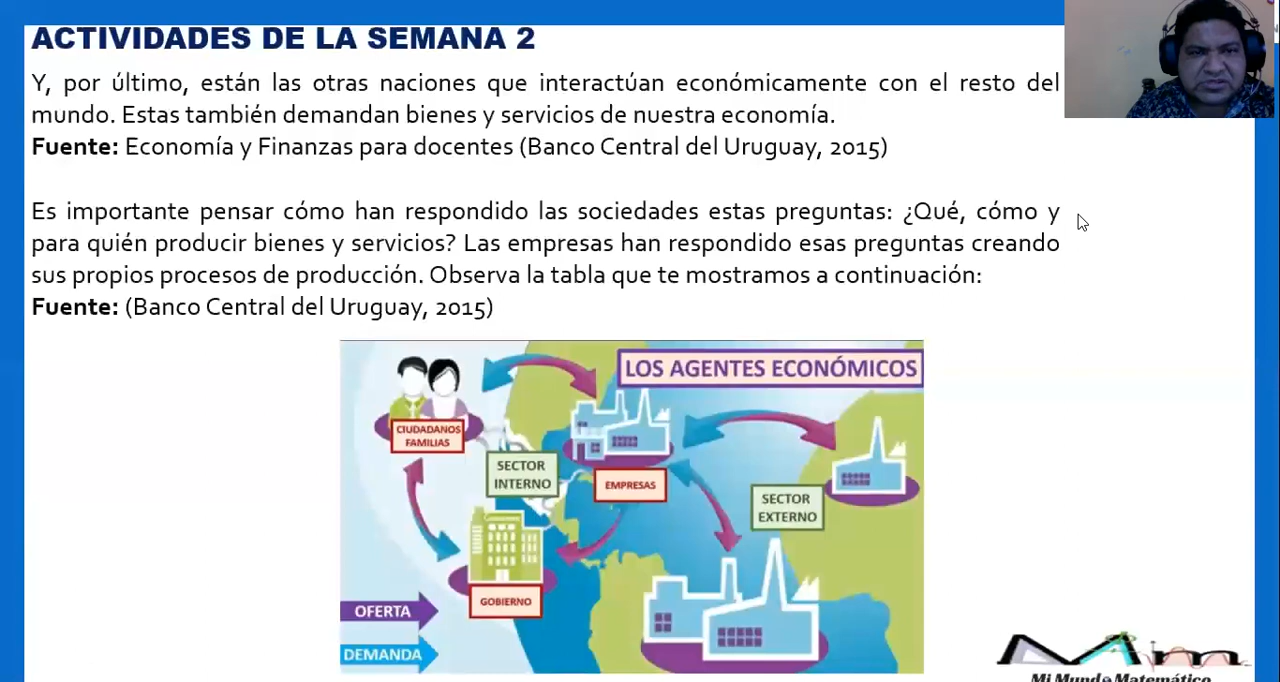 ACTIVIDADES DE LA SEMANA 2
Y, por último, están las otras naciones que interactúan económicamente con el resto del
mundo. Estas también demandan bienes y servicios de nuestra economía.
Fuente: Economía y Finanzas para docentes (Banco Central del Uruguay, 2015)
Es importante pensar cómo han respondido las sociedades estas preguntas: ¿Qué, cómo y
para quién producir bienes y servicios? Las empresas han respondido esas preguntas creando
sus propios procesos de producción. Observa la tabla que te mostramos a continuación:
Fuente: (Banco Central del Uruguay, 2015)
LOS AGENTES ECONÓMICOS
CIUDADANOS
FAMILIAS
SECTOR
INTERNO
EMPRESAS
SECTOR
EXTERNO
GOBIERNO
OFERTA
DEMANDA
Mim
Mi Mundo Matemático